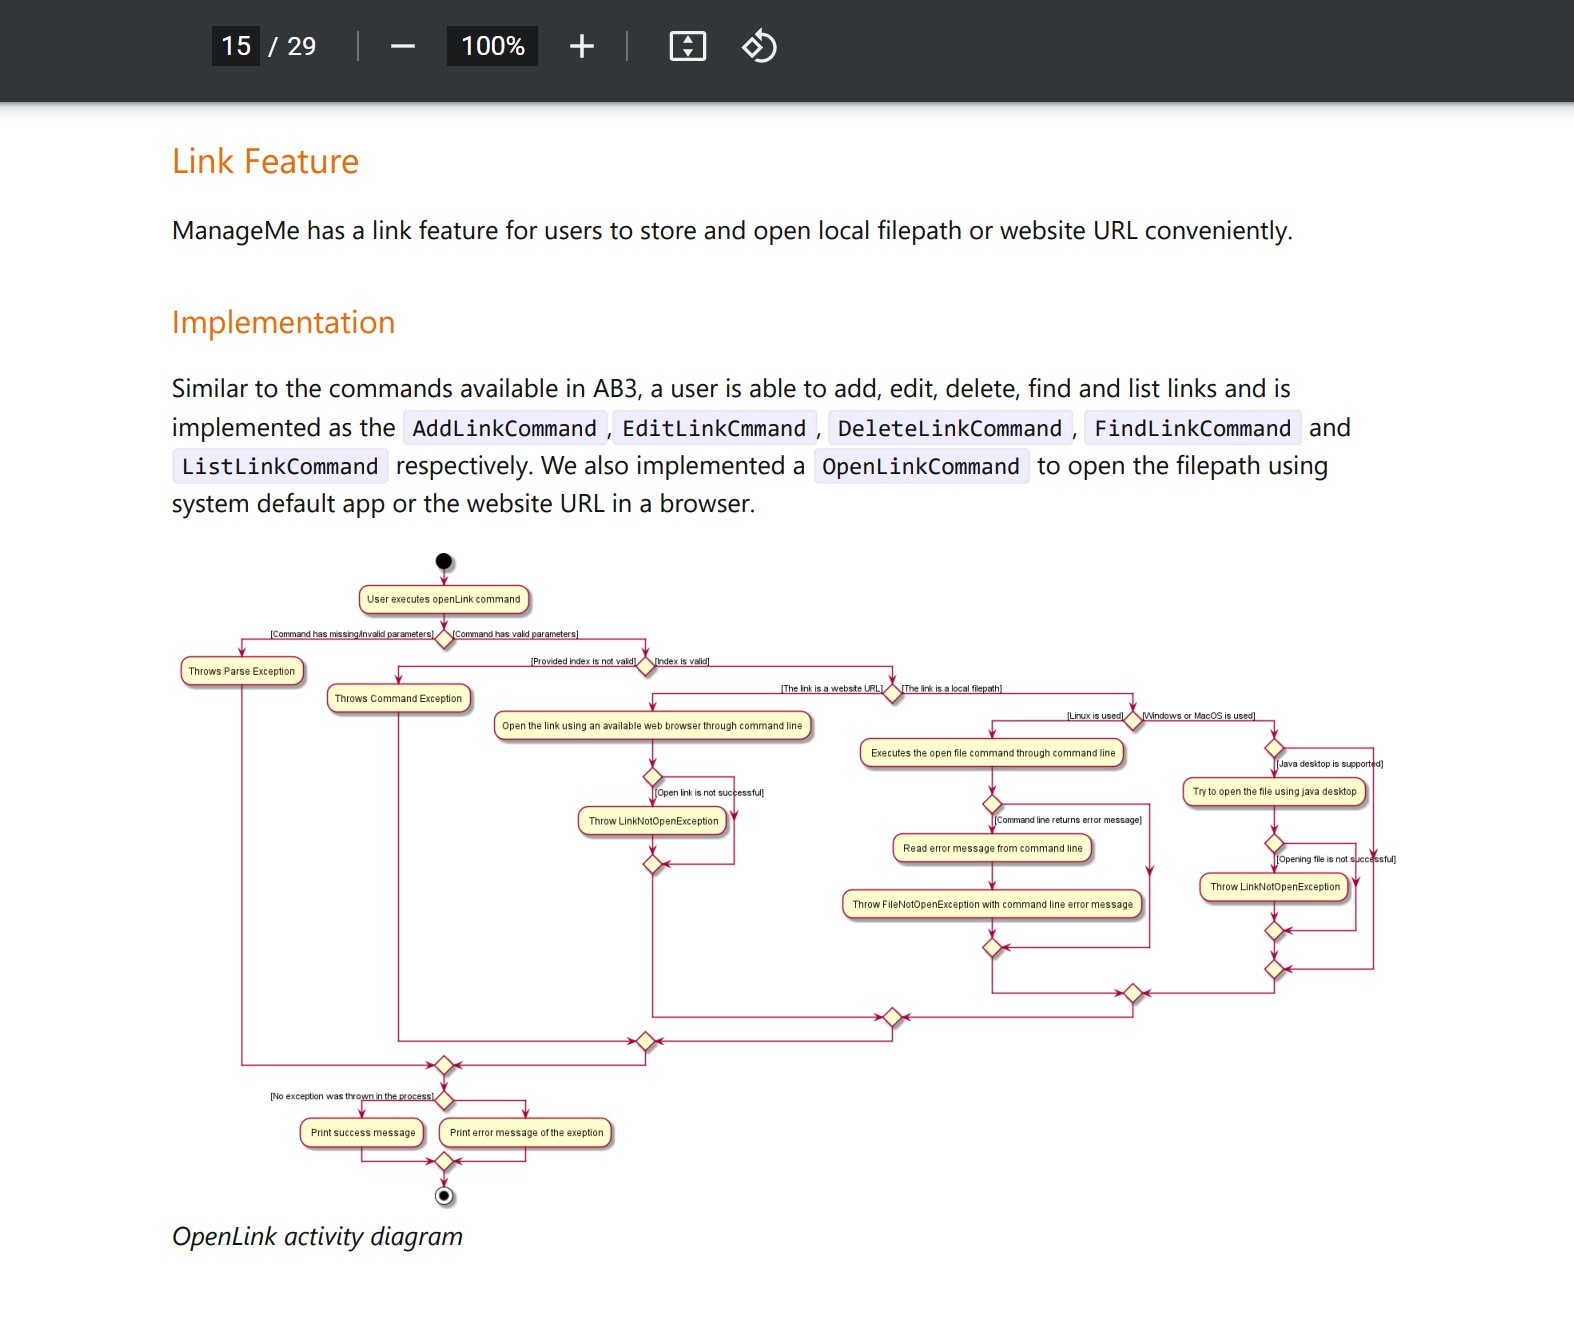 15 / 29 100%
Link Feature
ManageMe has a link feature for users to store and open local filepath or website URL conveniently.
Implementation
Similar to the commands available in AB3, a user is able to add, edit, delete, find and list links and is
implemented as the AddLinkCommand , EditLinkCmmand , DeleteLinkCommand , FindLinkCommand and
ListLinkCommand respectively. We also implemented a OpenLinkCommand to open the filepath using
system default app or the website URL in a browser.
User executes openLink command
[Command has missing/invalid parameters] [Command has valid parameters]
Throws Parse Exception
[Provided index is not valid] [Index is valid]
Throws Command Exception
[The link is a website URL] [The link is a local filepath]
Open the link using an available web browser through command line
[Linux is used] [Windows or MacOS is used]
Executes the open file command through command line
[Java desktop is supported]
Try to open the file using java desktop
[Open link is not successful]
Throw LinkNotOpenException
[Command line returns error message]
Read error message from command line
[Opening file is not successful]
Throw LinkNotOpenException
Throw FileNotOpenException with command line error message
[No exception was thrown in the process]
Print success message
Print error message of the exeption
OpenLink activity diagram